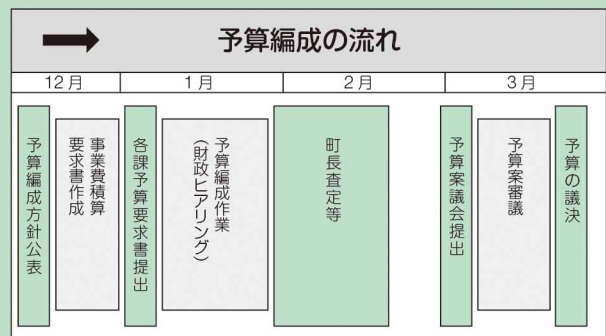 予算編成の流れ
12月
1月
2月
3月
予算編成方針公表
事業費積算
要求書作成
各課予算要求書提出
予算編成作業
(財政ヒアリング)
町長査定等
予算案議会提出
予算案審議
予算の議決